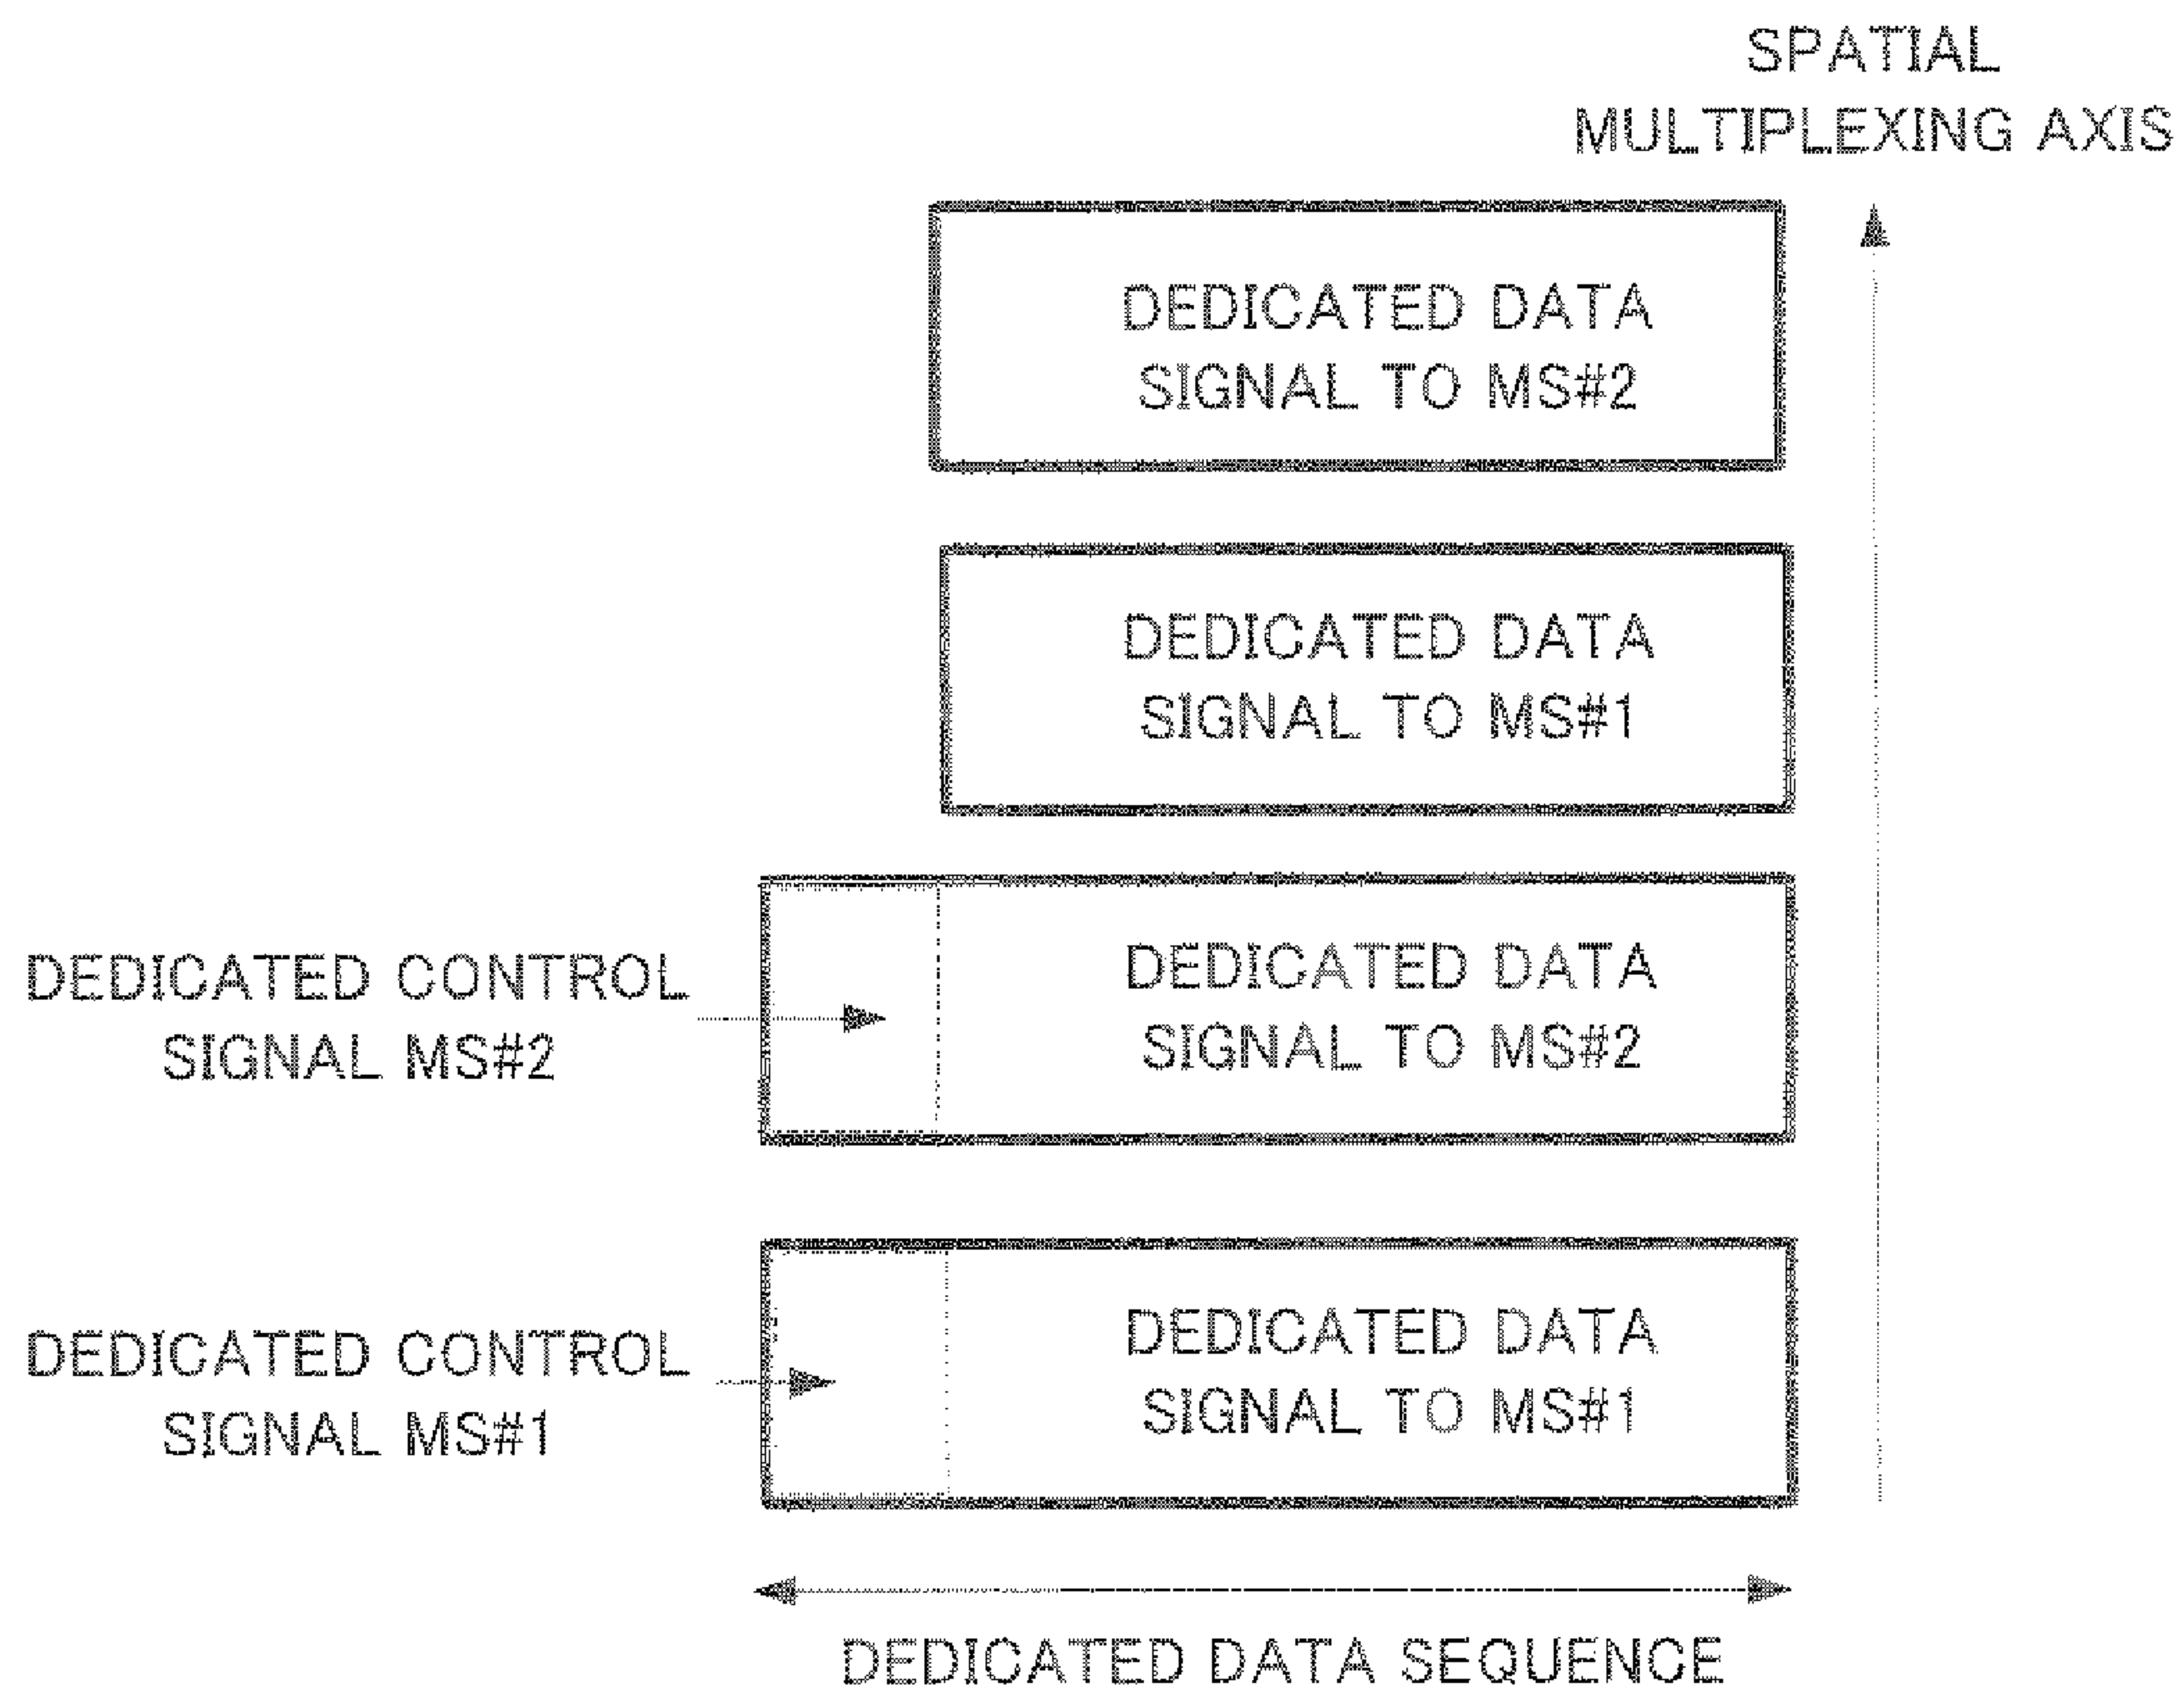 SPATIAL
MULTIPLEXING AXIS
DEDICATED DATA
SIGNAL TO MS#2
DEDICATED DATA
SIGNAL TO MS#1
DEDICATED CONTROL
SIGNAL MS#2
DEDICATED DATA
SIGNAL TO MS#2
DEDICATED CONTROL
SIGNAL MS#1
DEDICATED DATA
SIGNAL TO MS#1
DEDICATED DATA SEQUENCE